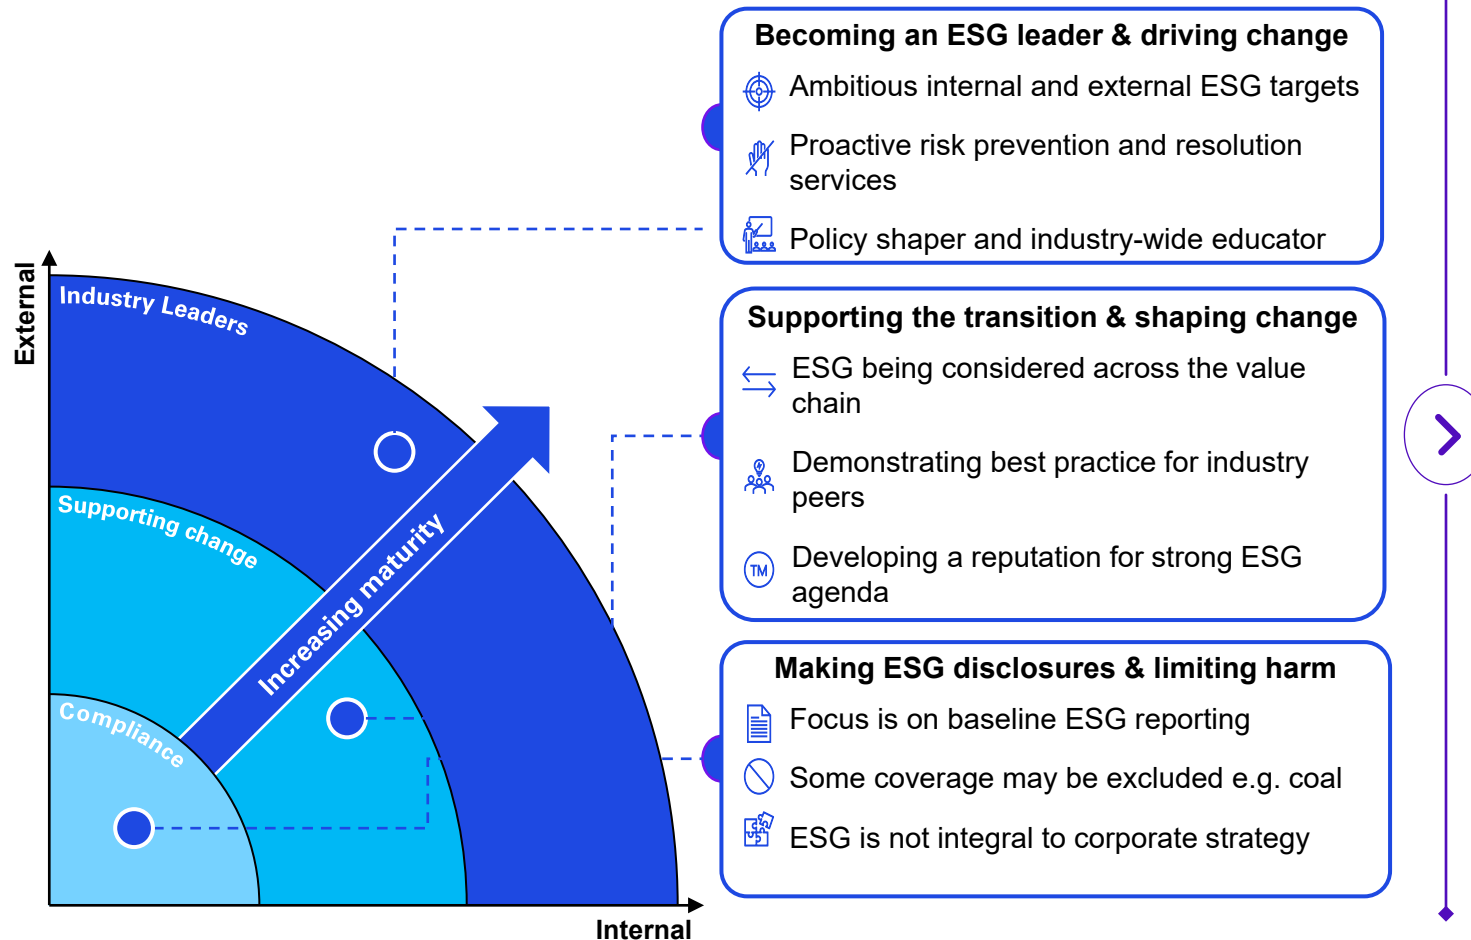 Becoming an ESG leader & driving change
Ambitious internal and external ESG targets
Proactive risk prevention and resolution
services
Policy shaper and industry-wide educator
External
Industry Leaders
Supporting change
Compliance
Increasing maturity
Internal
Supporting the transition & shaping change
ESG being considered across the value
chain
Demonstrating best practice for industry
peers
TM
Developing a reputation for strong ESG
agenda
Making ESG disclosures & limiting harm
Focus is on baseline ESG reporting
Some coverage may be excluded e.g. coal
ESG is not integral to corporate strategy